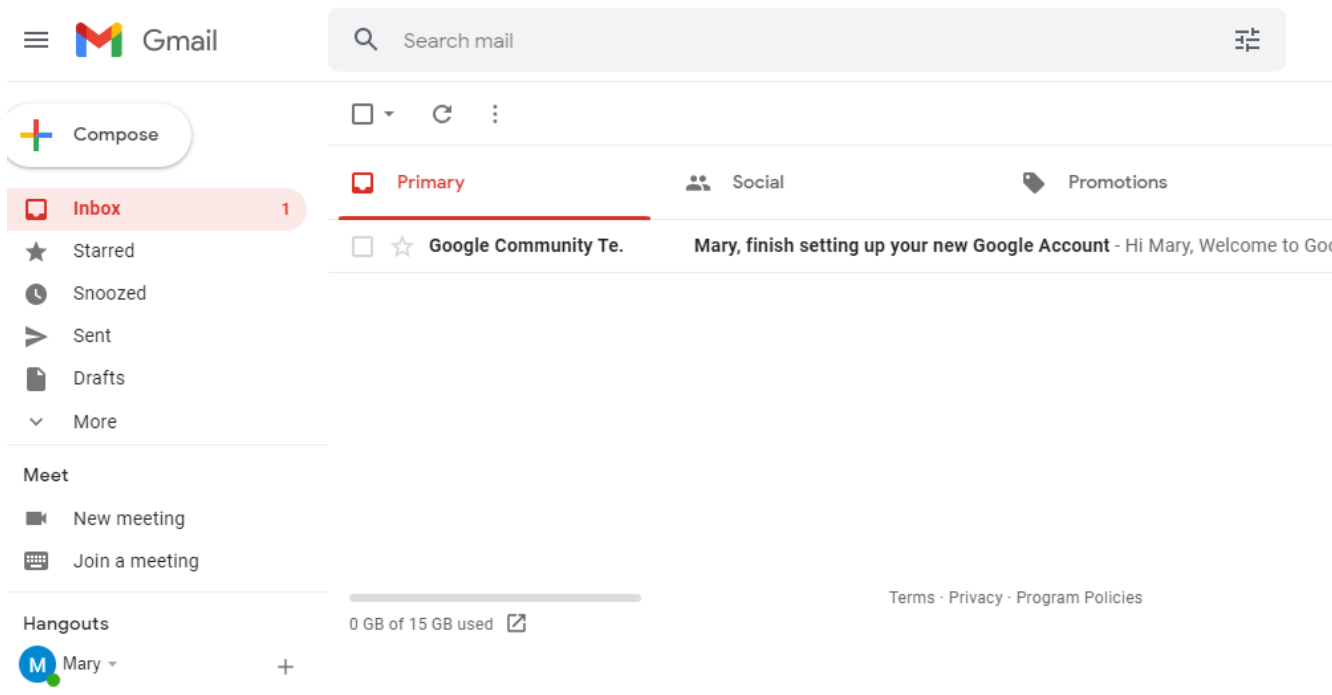 Gmail
Search mail
Compose
Primary
Social
Promotions
Inbox 1
Starred
Snoozed
Sent
Drafts
More
Google Community Te. Mary, finish setting up your new Google Account - Hi Mary, Welcome to Goo
Meet
New meeting
Join a meeting
Hangouts
M Mary
0 GB of 15 GB used
Terms · Privacy · Program Policies